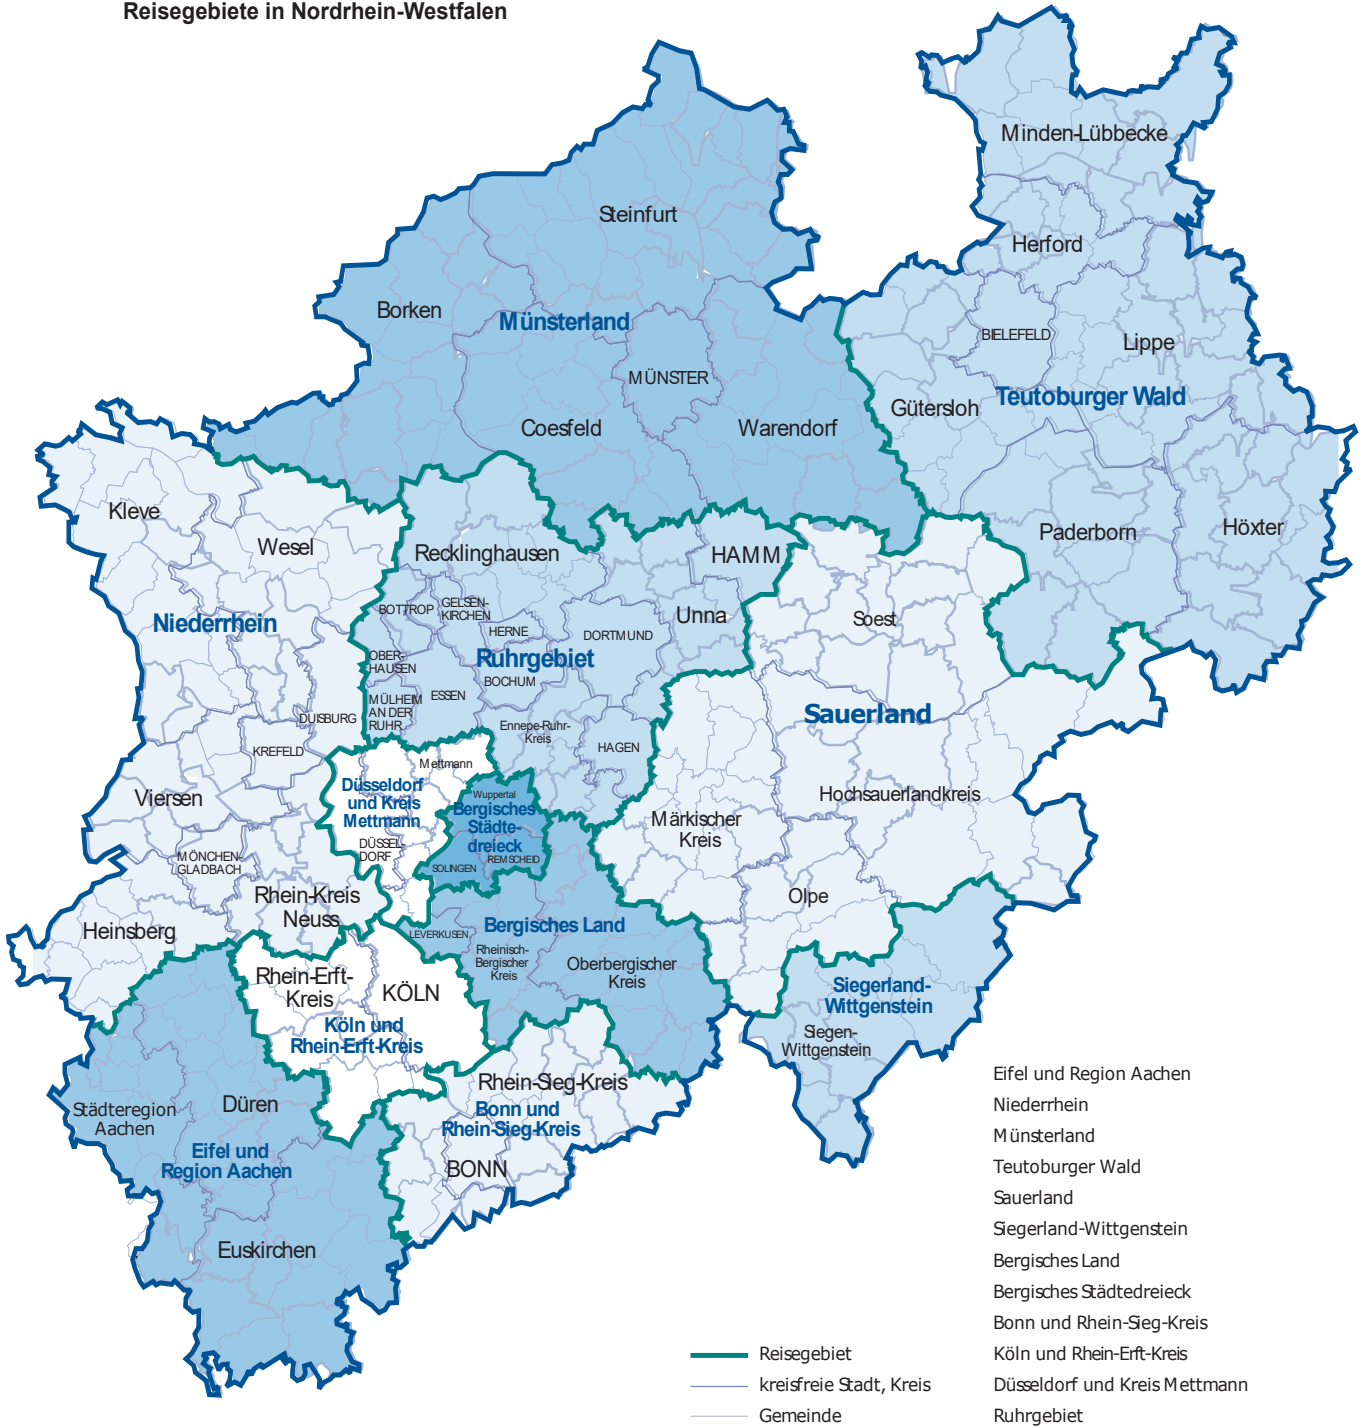 Reisegebiete in Nordrhein-Westfalen
Minden-Lübbecke
Steinfurt
Herford
Borken
Münsterland
BIELEFELD
Lippe
MÜNSTER
Teutoburger Wald
Gütersloh
Coesfeld
Warendorf
Kleve
Wesel
Recklinghausen
HAMM
Paderborn
Höxter
Niederrhein
BOTTROP
GELSEN-
KIRCHEN
HERNE
DORTMUND
Unna
Soest
OBER-
HAUSEN
Ruhrgebiet
BOCHUM
MÜLHEIM
AN DER
RUHR
ESSEN
DUISBURG
Ennepe-Ruhr-
Kreis
HAGEN
Sauerland
KREFELD
Mettmann
Düsseldorf
und Kreis
Mettmann
Viersen
Wuppertal
Bergisches
Städte-
dreieck
Hochsauerlandkreis
Märkischer
Kreis
DÜSSEL-
DORF
MÖNCHEN-
GLADBACH
SOLINGEN
REMSCHEID
Rhein-Kreis
Neuss
Olpe
Heinsberg
LEVERKUSEN
Bergisches Land
Rheinisch-
Bergischer
Kreis
Oberbergischer
Kreis
Rhein-Erft-
Kreis
KÖLN
Köln und
Rhein-Erft-Kreis
Siegerland-
Wittgenstein
Siegen-
Wittgenstein
Rhein-Sieg-Kreis
Bonn und
Rhein-Sieg-Kreis
BONN
Städteregion
Aachen
Düren
Eifel und
Region Aachen
Euskirchen
Eifel und Region Aachen
Niederrhein
Münsterland
Teutoburger Wald
Sauerland
Siegerland-Wittgenstein
Bergisches Land
Bergisches Städtedreieck
Bonn und Rhein-Sieg-Kreis
Köln und Rhein-Erft-Kreis
Düsseldorf und Kreis Mettmann
Ruhrgebiet
Reisegebiet
kreisfreie Stadt, Kreis
Gemeinde